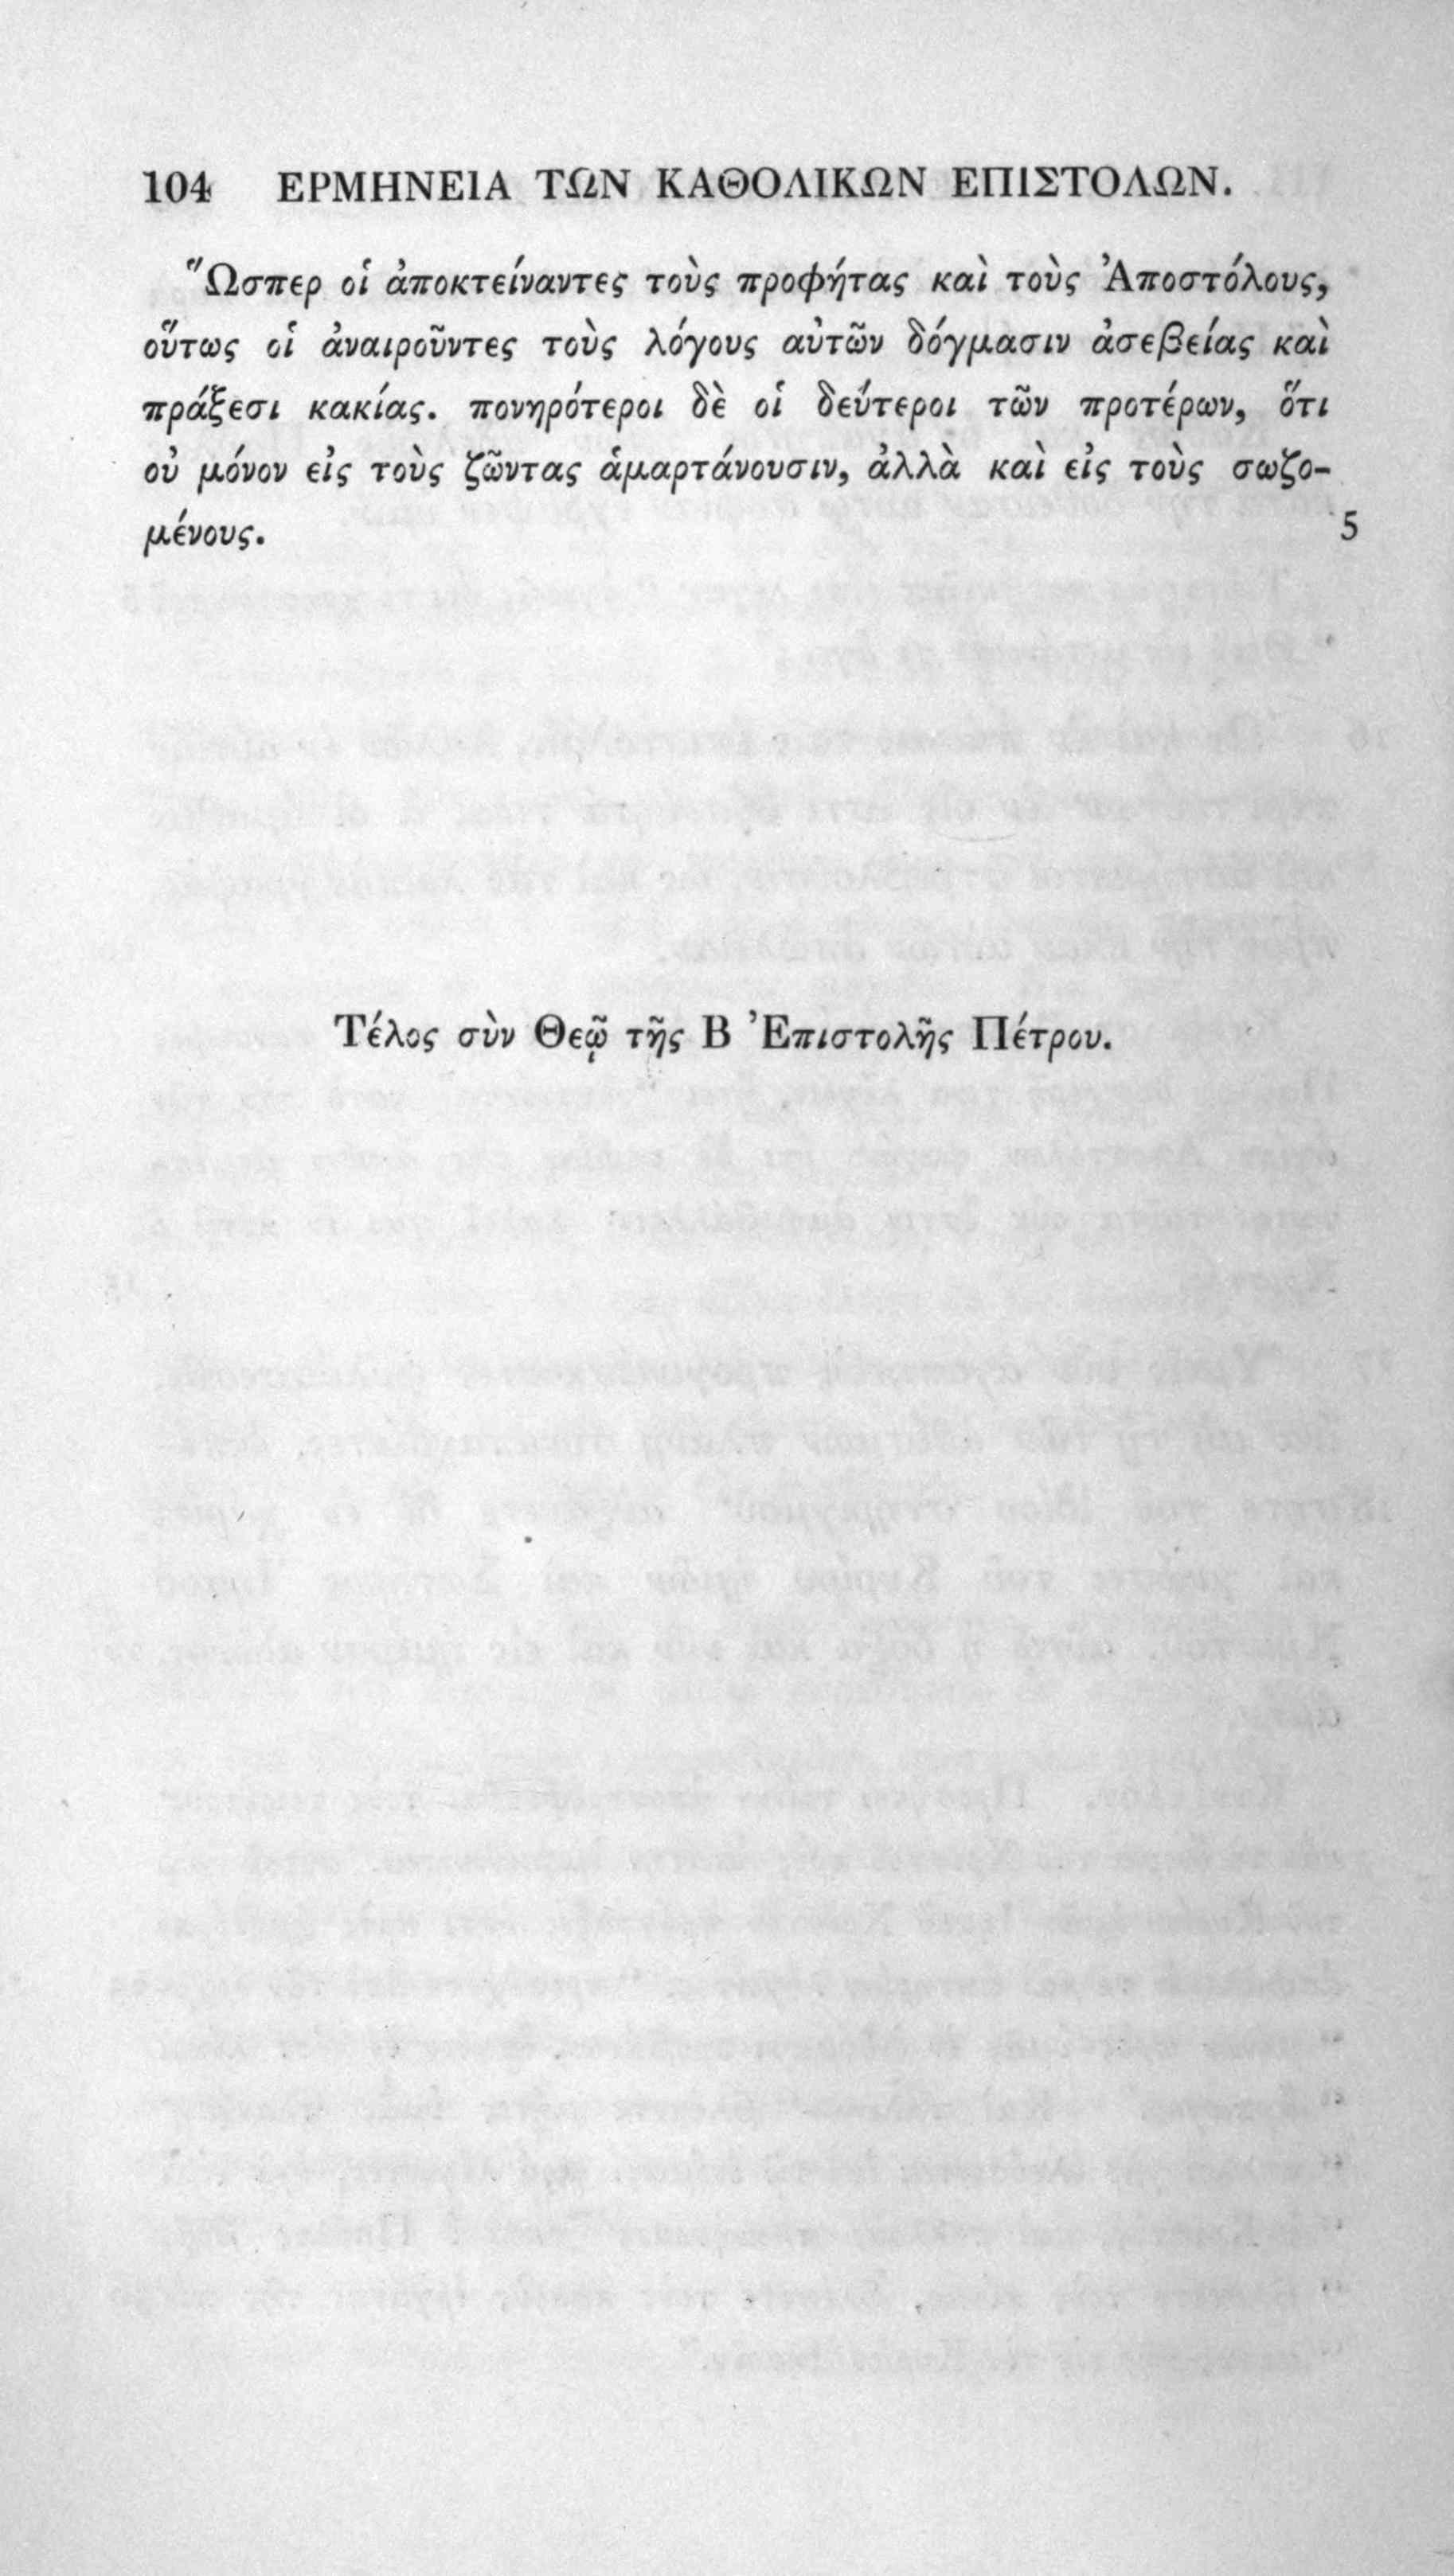 104 ΕΡΜΗΝΕΙΑ ΤΩΝ ΚΑΘΟΛΙΚΩΝ ΕΠΙΣΤΟΛΩΝ.
Ὥσπερ οἱ ἀποκτείναντες τοὺς προφήτας καὶ τοὺς Ἀποστόλους,
οὕτως οἱ ἀναιροῦντες τοὺς λόγους αὐτῶν δόγμασιν ἀσεβείας καὶ
πράξεσι κακίας. πονηρότεροι δὲ οἱ δεύτεροι τῶν προτέρων, ὅτι
οὐ μόνον εἰς τοὺς ζῶντας ἁμαρτάνουσιν, ἀλλὰ καὶ εἰς τοὺς σωζο-
μένους. 5
Τέλος σὺν Θεῷ τῆς Β Ἐπιστολῆς Πέτρου.